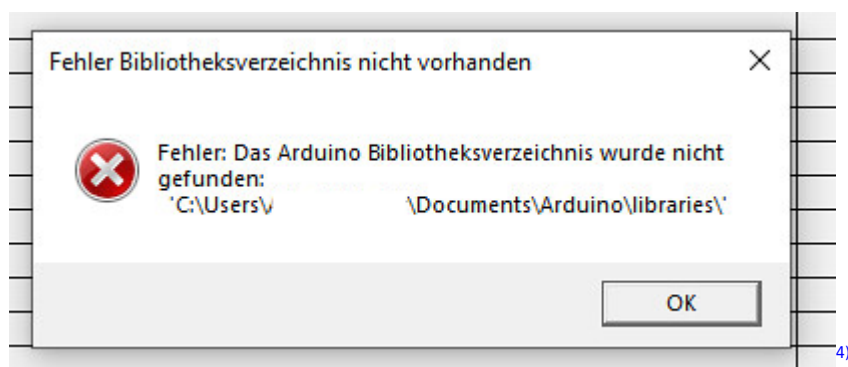 Fehler Bibliotheksverzeichnis nicht vorhanden
Fehler: Das Arduino Bibliotheksverzeichnis wurde nicht
gefunden:
'C:\Users\ \Documents\Arduino\libraries\'
OK
4)